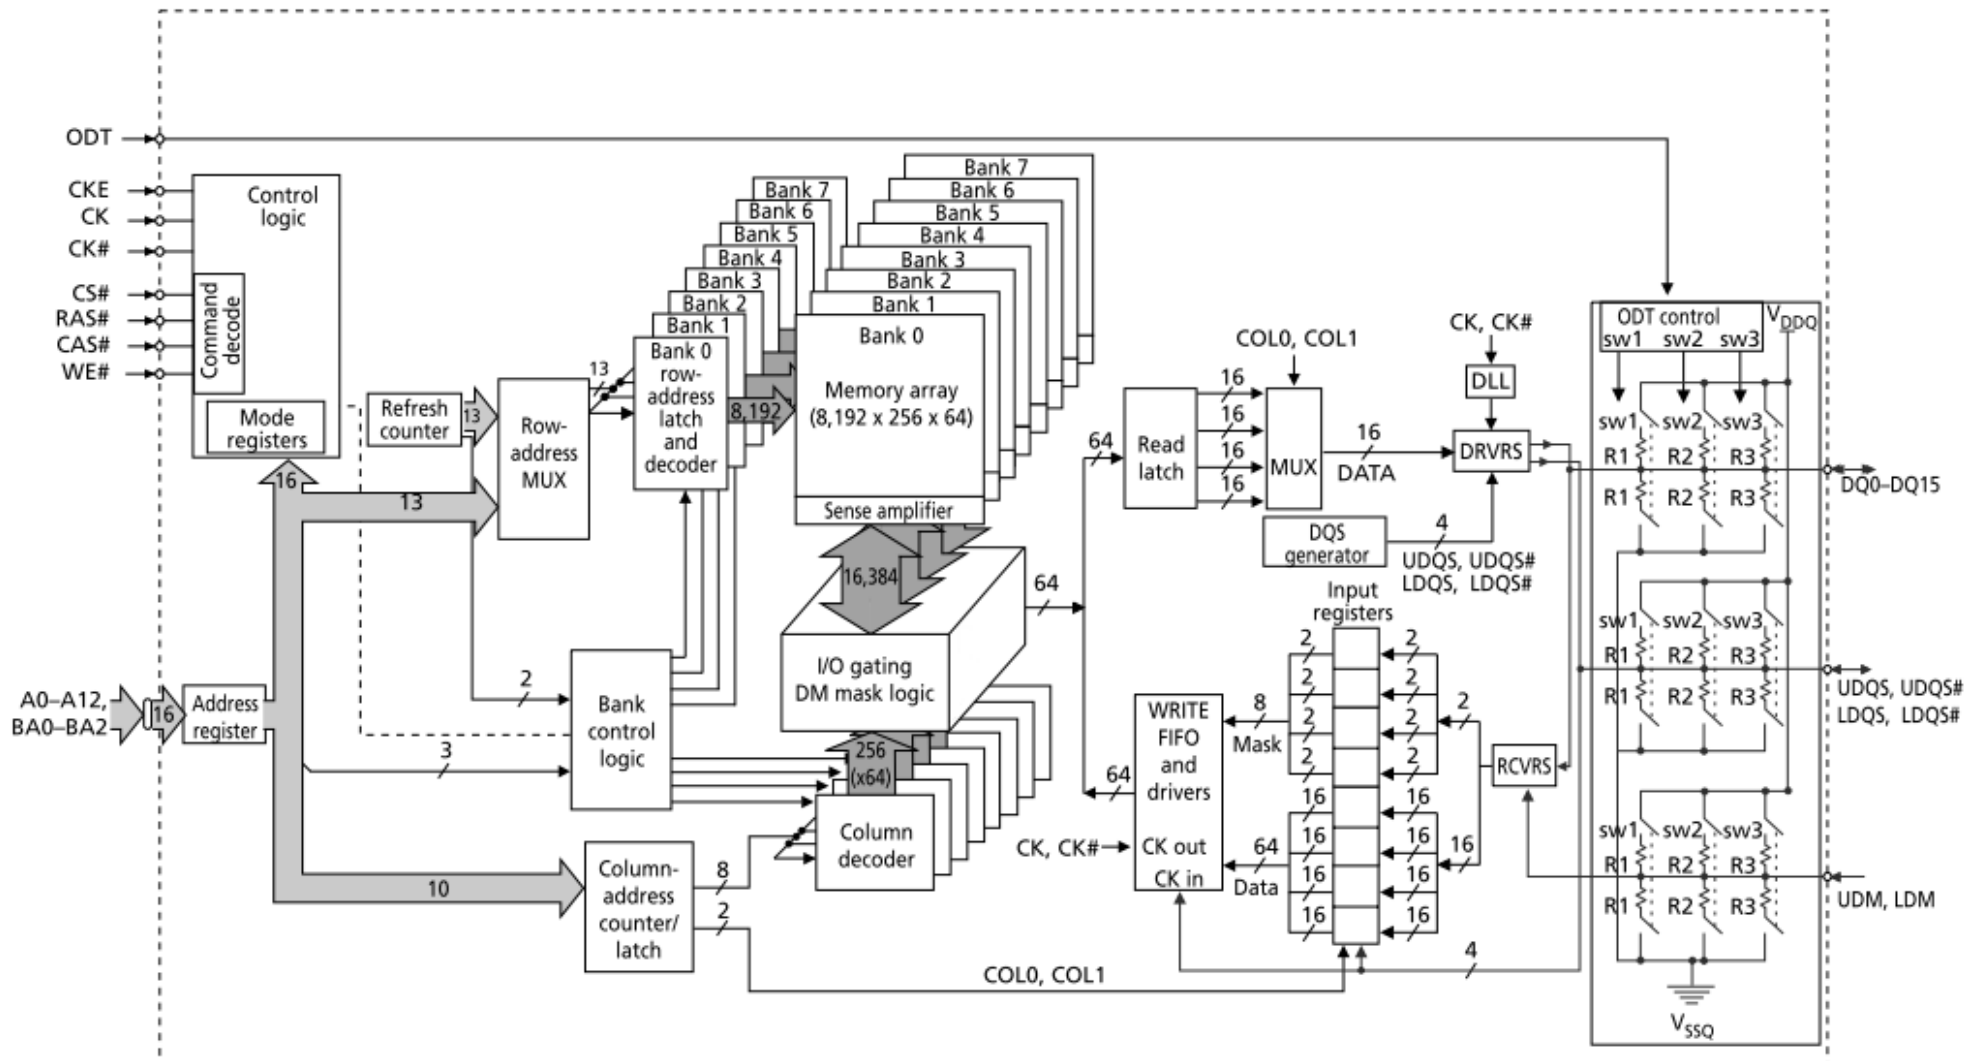 ODT
CKE
CK
CK#
CS#
RAS#
CAS#
WE#
Control
logic
Command
decode
Mode
registers
A0–A12,
BA0–BA2
16
Address
register
16
13
3
10
Refresh
counter
13
2
Row-
address
MUX
13
Bank 7
Bank 6
Bank 5
Bank 4
Bank 3
Bank 2
Bank 1
Bank 0
row-
address
latch
and
decoder
8,192
Bank 7
Bank 6
Bank 5
Bank 4
Bank 3
Bank 2
Bank 1
Bank 0
Memory array
(8,192 x 256 x 64)
Sense amplifier
16,384
I/O gating
DM mask logic
64
Bank
control
logic
256
(x64)
Column
decoder
Column-
address
counter/
latch
8
2
COL0, COL1
64
Read
latch
16
16
16
16
COL0, COL1
MUX
16
DATA
CK, CK#
DLL
DRVRS
DQS
generator
4
UDQS, UDQS#
LDQS, LDQS#
Input
registers
2
2
2
2
2
2
2
2
16
16
16
16
16
16
16
16
2
16
RCVRS
64
WRITE
FIFO
and
drivers
CK out
CK in
CK, CK#
8
Mask
64
Data
4
ODT control
sw1 sw2 sw3
VDDQ
sw1 sw2 sw3
R1 R2 R3
R1 R2 R3
DQ0–DQ15
sw1 sw2 sw3
R1 R2 R3
R1 R2 R3
UDQS, UDQS#
LDQS, LDQS#
sw1 sw2 sw3
R1 R2 R3
R1 R2 R3
UDM, LDM
VSSQ